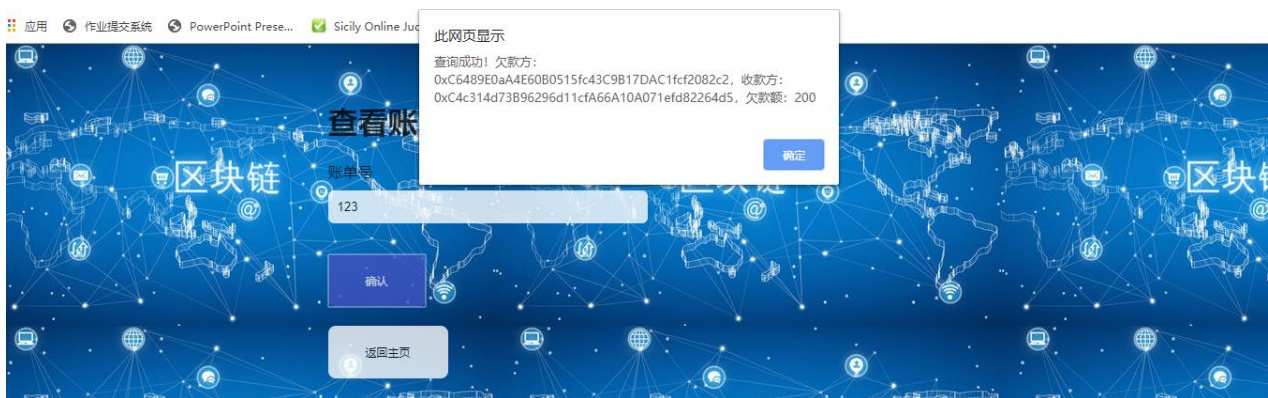 应用 作业提交系统 PowerPoint Prese... Sicily Online Juc
此网页显示
查询成功！欠款方：
0xC6489E0aA4E60B0515fc43C9B17DAC1fcf2082c2，收款方：
0xC4c314d73B96296d11cfA66A10A071efd82264d5，欠款额：200
确定
查看账
账单号
区块链
区块链
区块链
123
确认
返回主页